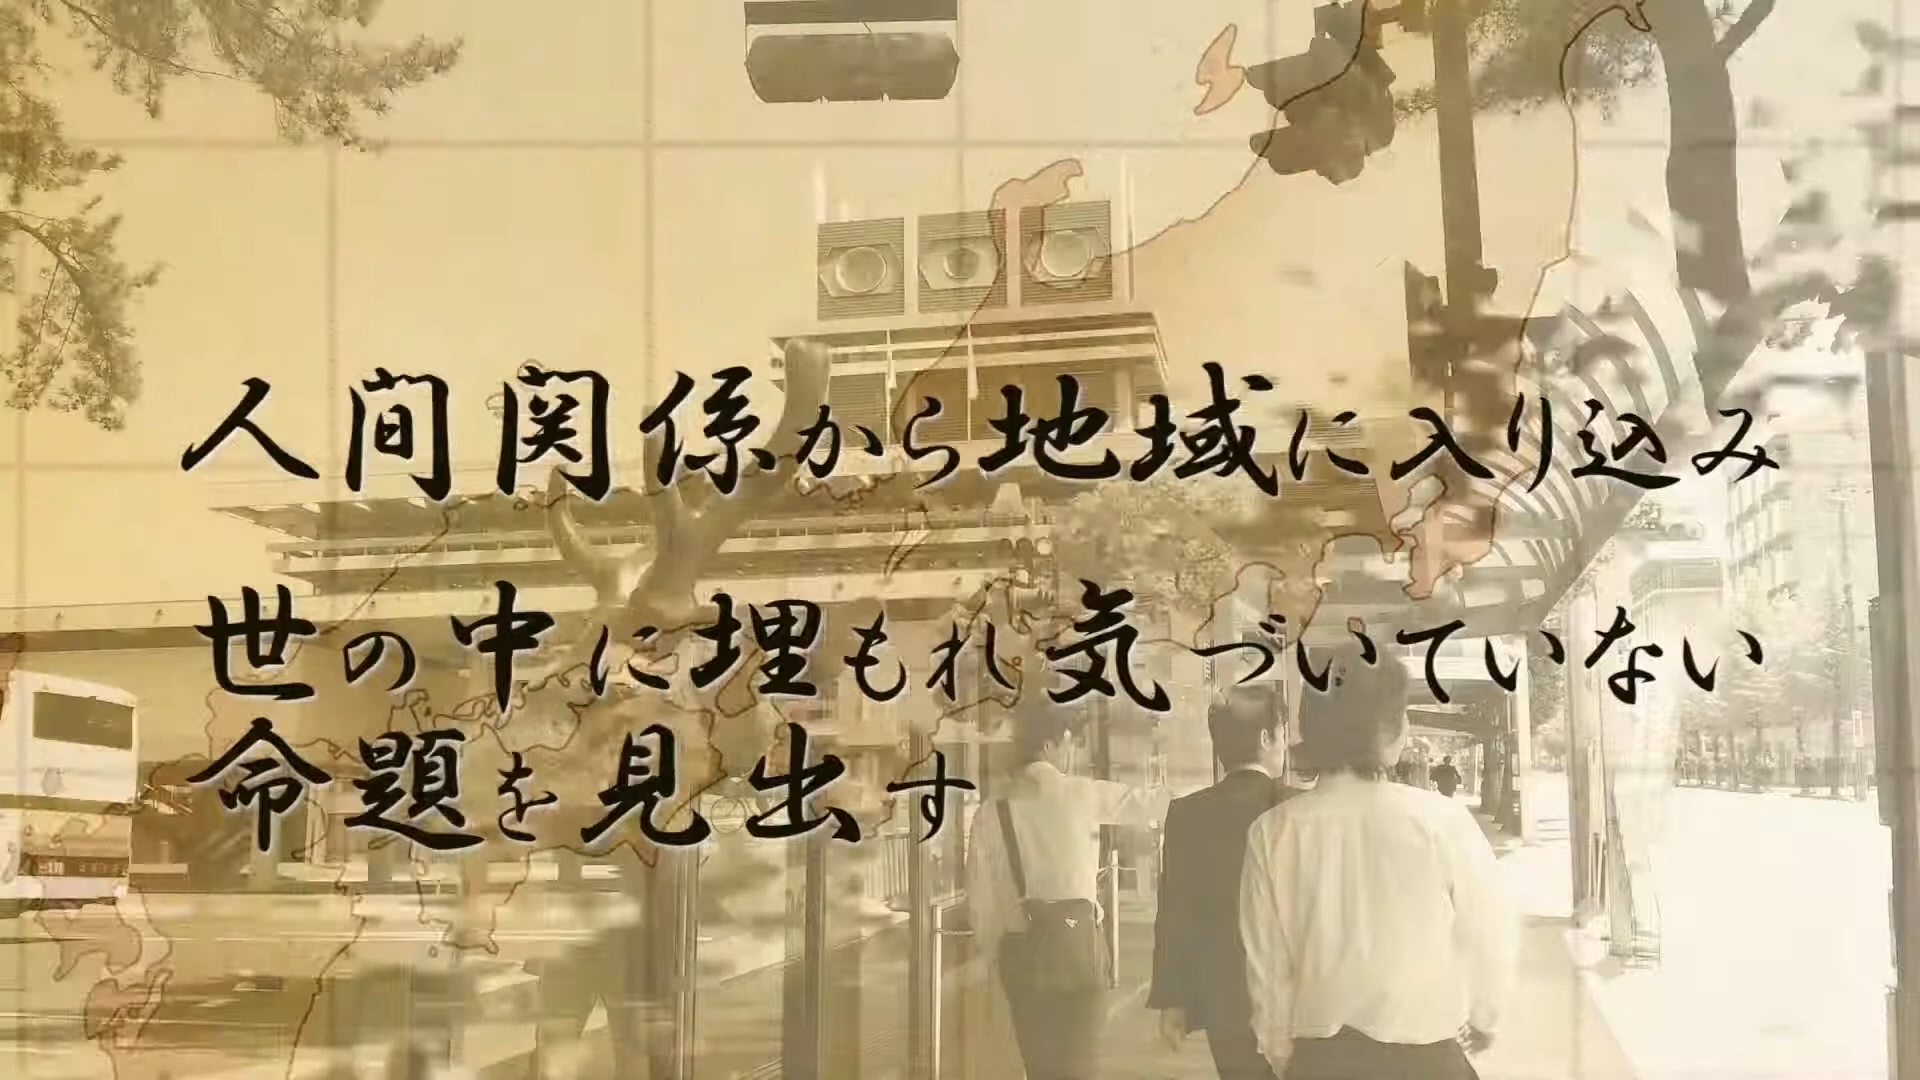 人間関係から地域に入り込み
世の中に埋もれ気づいていない
命題を見出す